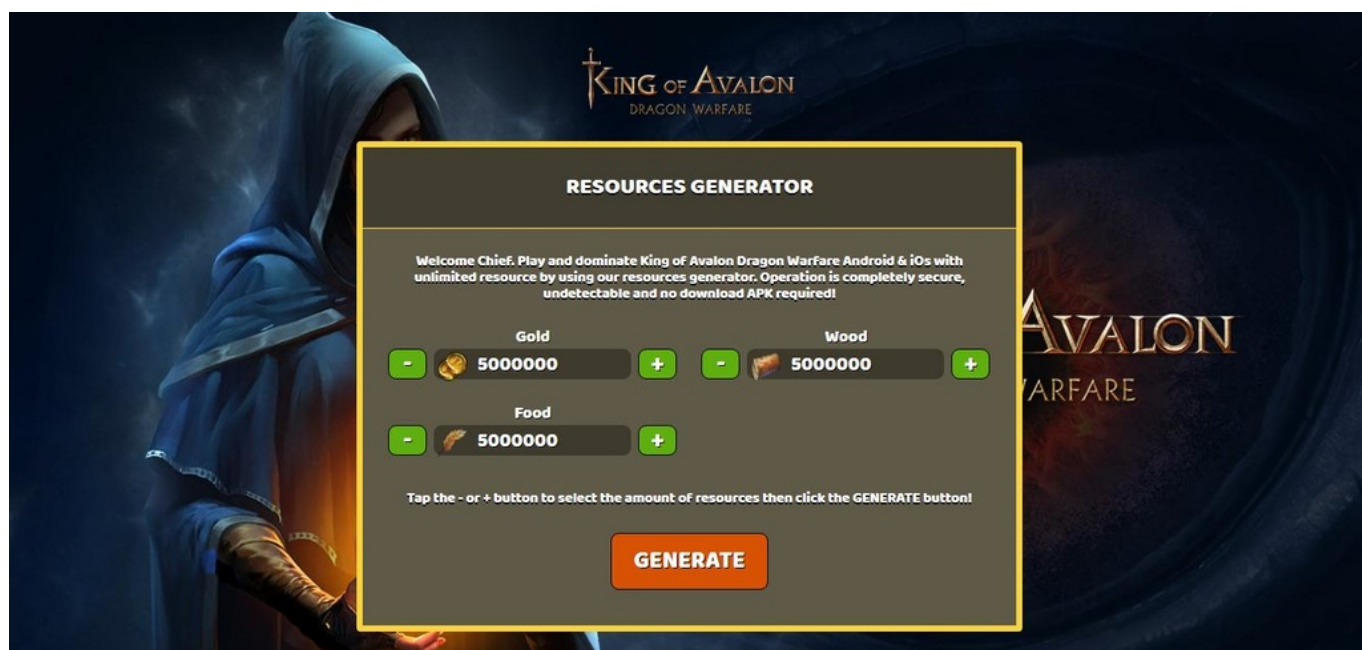 KING OF AVALON
DRAGON WARFARE
RESOURCES GENERATOR
Welcome Chief. Play and dominate King of Avalon Dragon Warfare Android & iOs with
unlimited resource by using our resources generator. Operation is completely secure,
undetectable and no download APK required!
Gold
Wood
- 5000000 +
- 5000000 +
Food
- 5000000 +
AVALON
WARFARE
Tap the - or + button to select the amount of resources then click the GENERATE button!
GENERATE